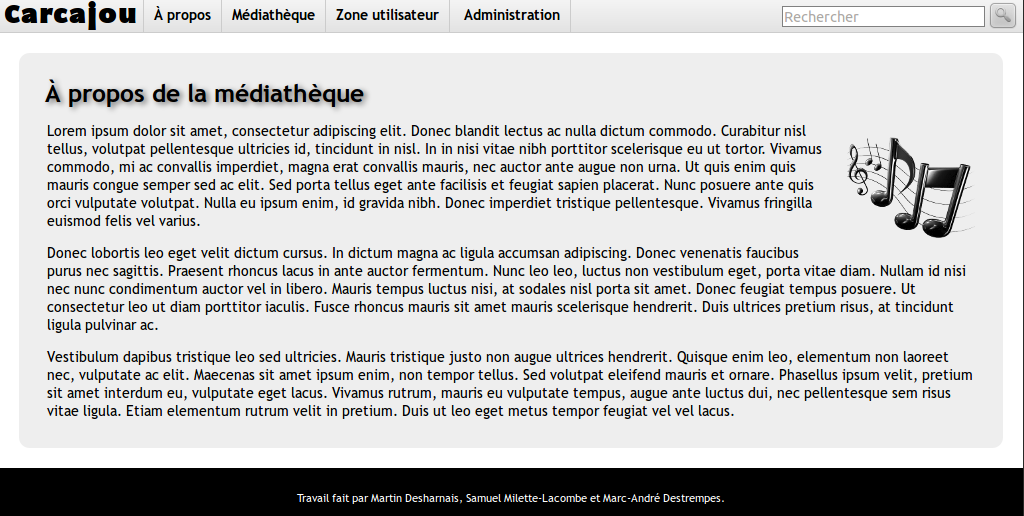 Carcajou À propos Médiathèque Zone utilisateur Administration Rechercher
À propos de la médiathèque
Lorem ipsum dolor sit amet, consectetur adipiscing elit. Donec blandit lectus ac nulla dictum commodo. Curabitur nisl
tellus, volutpat pellentesque ultricies id, tincidunt in nisl. In in nisi vitae nibh porttitor scelerisque eu ut tortor. Vivamus
commodo, mi ac convallis imperdiet, magna erat convallis mauris, nec auctor ante augue non urna. Ut quis enim quis
mauris congue semper sed ac elit. Sed porta tellus eget ante facilisis et feugiat sapien placerat. Nunc posuere ante quis
orci vulputate volutpat. Nulla eu ipsum enim, id gravida nibh. Donec imperdiet tristique pellentesque. Vivamus fringilla
euismod felis vel varius.
Donec lobortis leo eget velit dictum cursus. In dictum magna ac ligula accumsan adipiscing. Donec venenatis faucibus
purus nec sagittis. Praesent rhoncus lacus in ante auctor fermentum. Nunc leo leo, luctus non vestibulum eget, porta vitae diam. Nullam id nisi
nec nunc condimentum auctor vel in libero. Mauris tempus luctus nisi, at sodales nisl porta sit amet. Donec feugiat tempus posuere. Ut
consectetur leo ut diam porttitor iaculis. Fusce rhoncus mauris sit amet mauris scelerisque hendrerit. Duis ultrices pretium risus, at tincidunt
ligula pulvinar ac.
Vestibulum dapibus tristique leo sed ultricies. Mauris tristique justo non augue ultrices hendrerit. Quisque enim leo, elementum non laoreet
nec, vulputate ac elit. Maecenas sit amet ipsum enim, non tempor tellus. Sed volutpat eleifend mauris et ornare. Phasellus ipsum velit, pretium
sit amet interdum eu, vulputate eget lacus. Vivamus rutrum, mauris eu vulputate tempus, augue ante luctus dui, nec pellentesque sem risus
vitae ligula. Etiam elementum rutrum velit in pretium. Duis ut leo eget metus tempor feugiat vel vel lacus.
Travail fait par Martin Desharnais, Samuel Milette-Lacombe et Marc-André Destrempes.